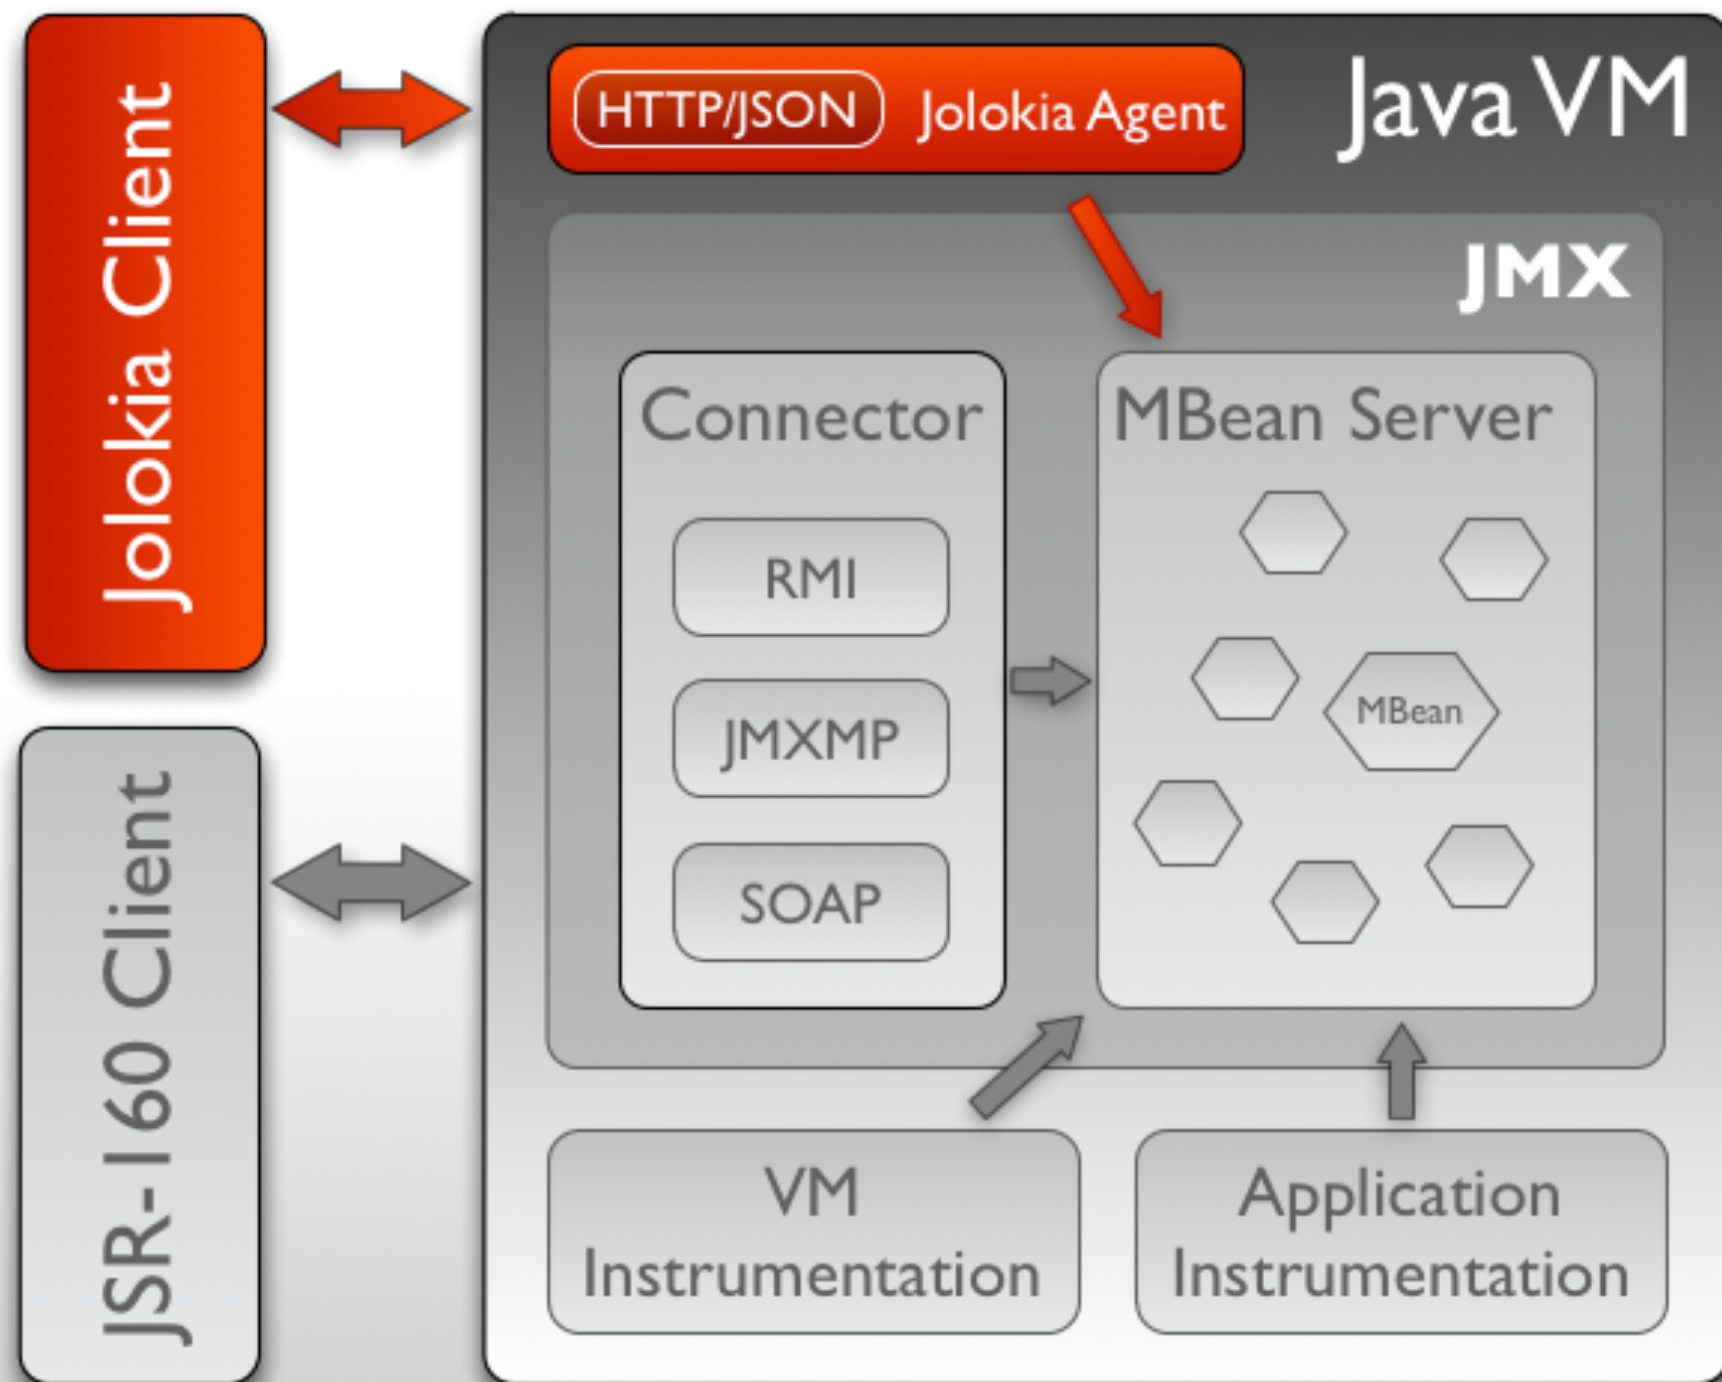 Jolokia Client
HTTP/JSON
Jolokia Agent
Java VM
JMX
Connector
RMI
JMXMP
SOAP
MBean Server
MBean
JSR-160 Client
VM
Instrumentation
Application
Instrumentation